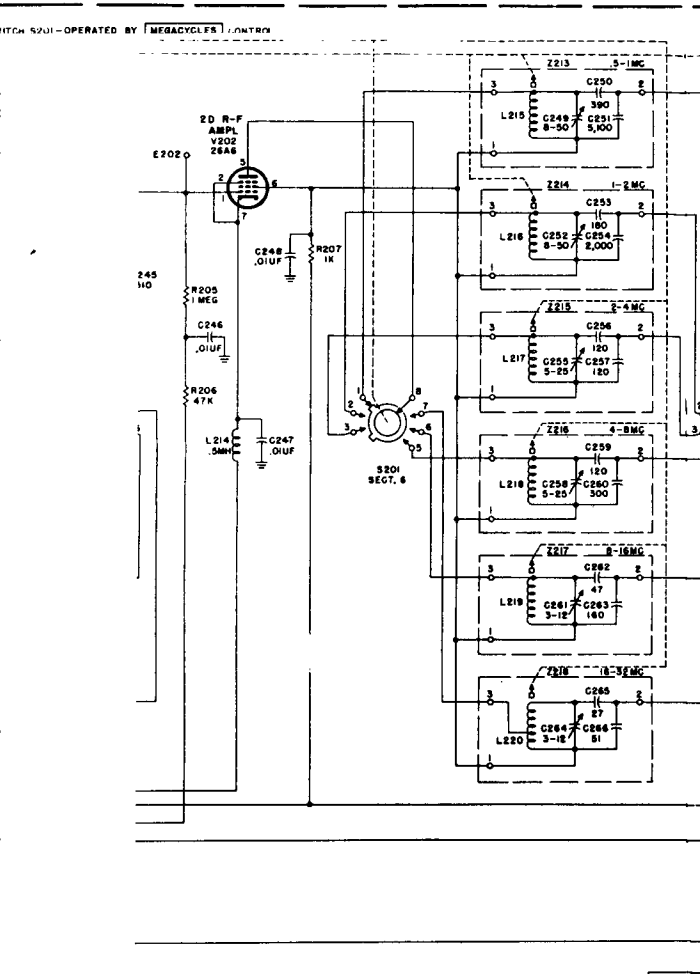 S201-OPERATED BY MEGACYCLES CONTROL
Z213 .5-1MC
3
C250
390
2
L215
C249
8-50
C251
5,100
1
2D R-F
AMPL
V202
26A6
E202
5
2
1
6
7
Z214 1-2MC
3
C253
180
2
L216
C252
8-50
C254
2,000
1
C248
.01UF
R207
1K
R205
1 MEG
C246
.01UF
R206
47K
L214
.5MH
C247
.01UF
Z215 2-4MC
3
C256
120
2
L217
C255
5-25
C257
120
1
1
2
3
8
7
6
5
S201
SECT. 6
Z216 4-8MC
3
C259
120
2
L218
C258
5-25
C260
300
1
Z217 8-16MC
3
C262
47
2
L219
C261
3-12
C263
160
1
Z218 16-32MC
3
C265
27
2
L220
C264
3-12
C266
51
1